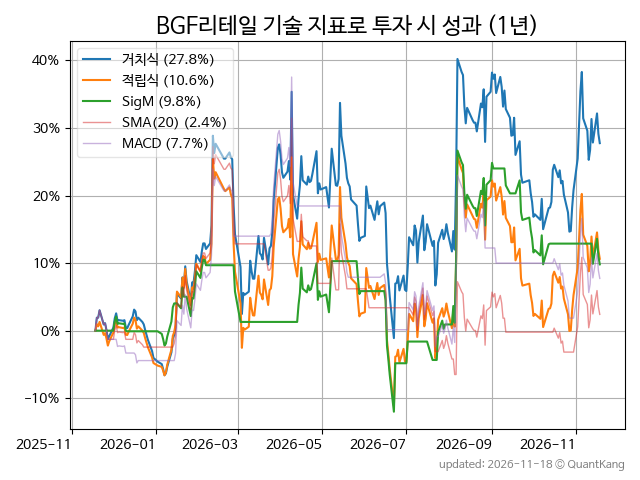 BGF리테일 기술 지표로 투자 시 성과 (1년)
거치식 (27.8%)
적립식 (10.6%)
SigM (9.8%)
SMA(20) (2.4%)
MACD (7.7%)
40%
30%
20%
10%
0%
−10%
2025-11 2026-01 2026-03 2026-05 2026-07 2026-09 2026-11
updated: 2026-11-18 © QuantKang